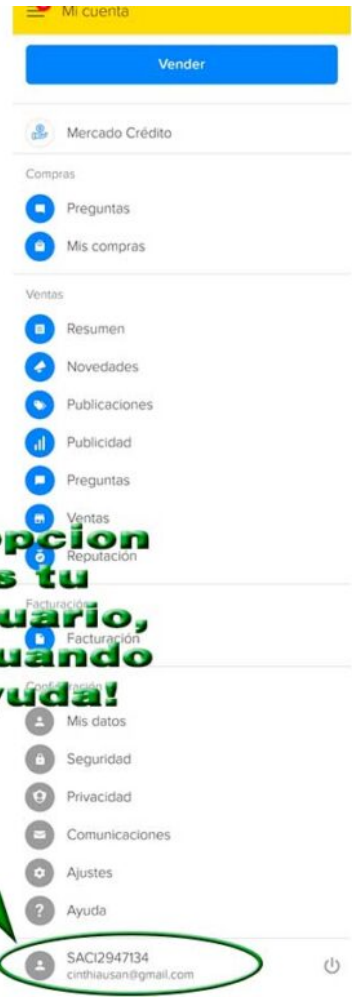 Mi cuenta
Vender
Mercado Crédito
Compras
Preguntas
Mis compras
Ventas
Resumen
Novedades
Publicaciones
Publicidad
Preguntas
Ventas
opcion
Reputación
s tu
Facturación
uario,
Facturación
uando
Configuración
yuda!
Mis datos
Seguridad
Privacidad
Comunicaciones
Ajustes
Ayuda
SACI2947134
cinthiausan@gmail.com